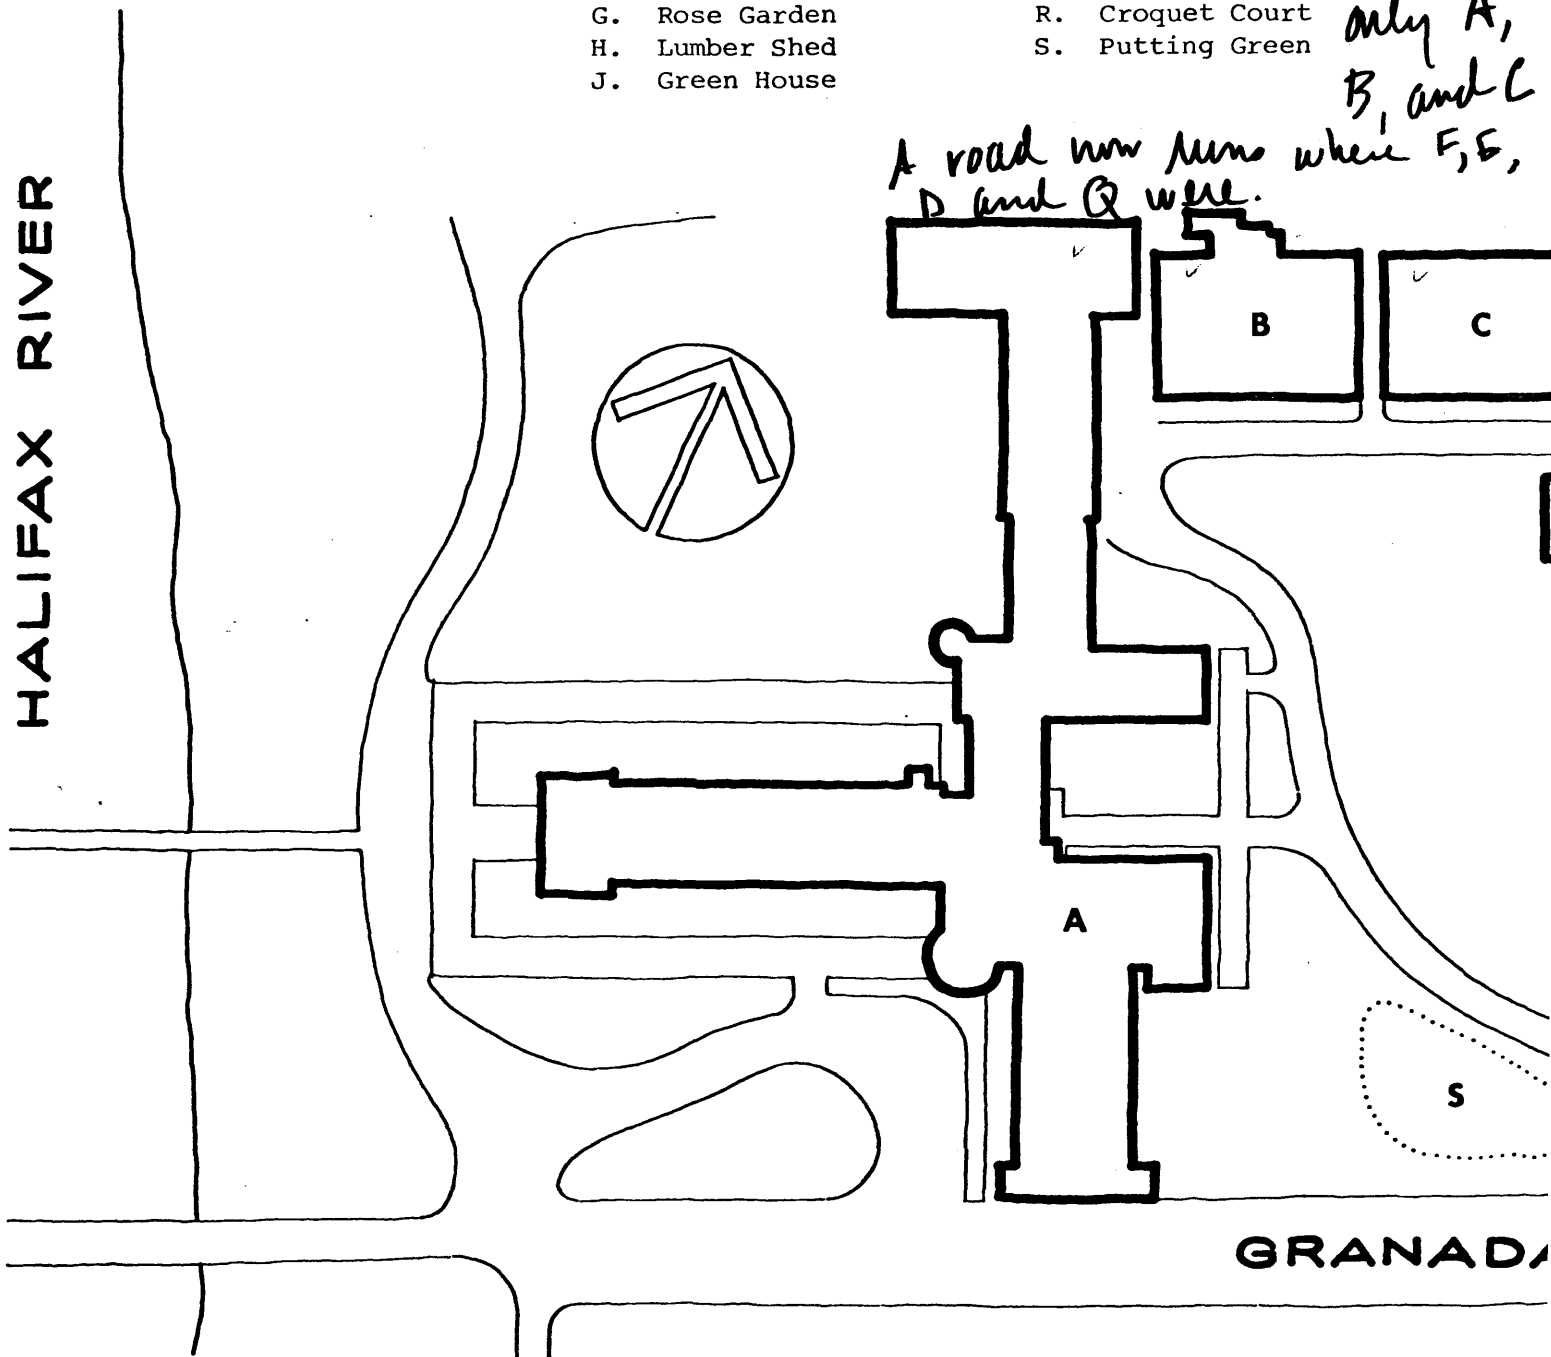 G. Rose Garden
H. Lumber Shed
J. Green House
R. Croquet Court
S. Putting Green
only A,
B, and C
A road now runs where F, E,
D and Q were.
HALIFAX RIVER
B
C
A
S
GRANADA